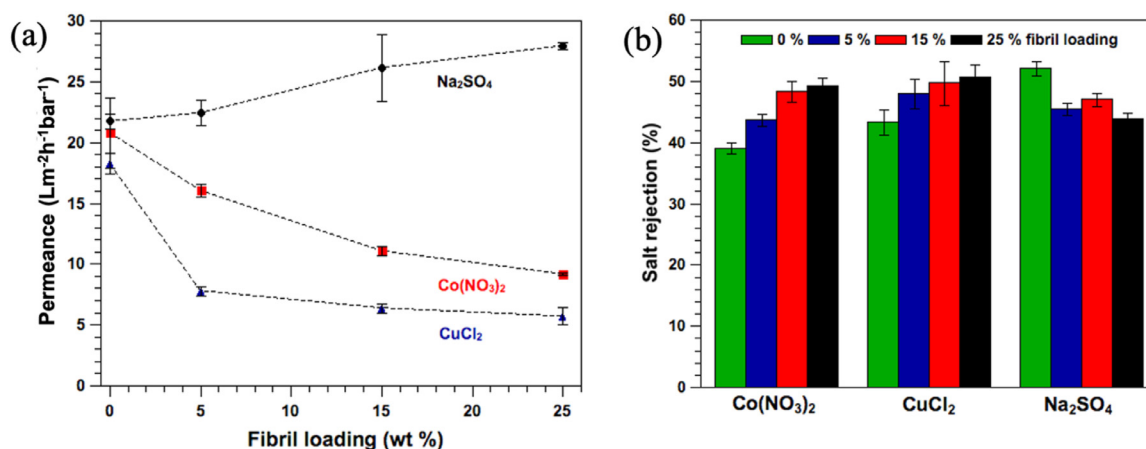 (a)
30
25
20
15
10
5
0
Permeance (Lm⁻²h⁻¹bar⁻¹)
Na₂SO₄
Co(NO₃)₂
CuCl₂
0 5 10 15 20 25
Fibril loading (wt %)
(b)
60
50
40
30
20
10
0
Salt rejection (%)
0 % 5 % 15 % 25 % fibril loading
Co(NO₃)₂ CuCl₂ Na₂SO₄